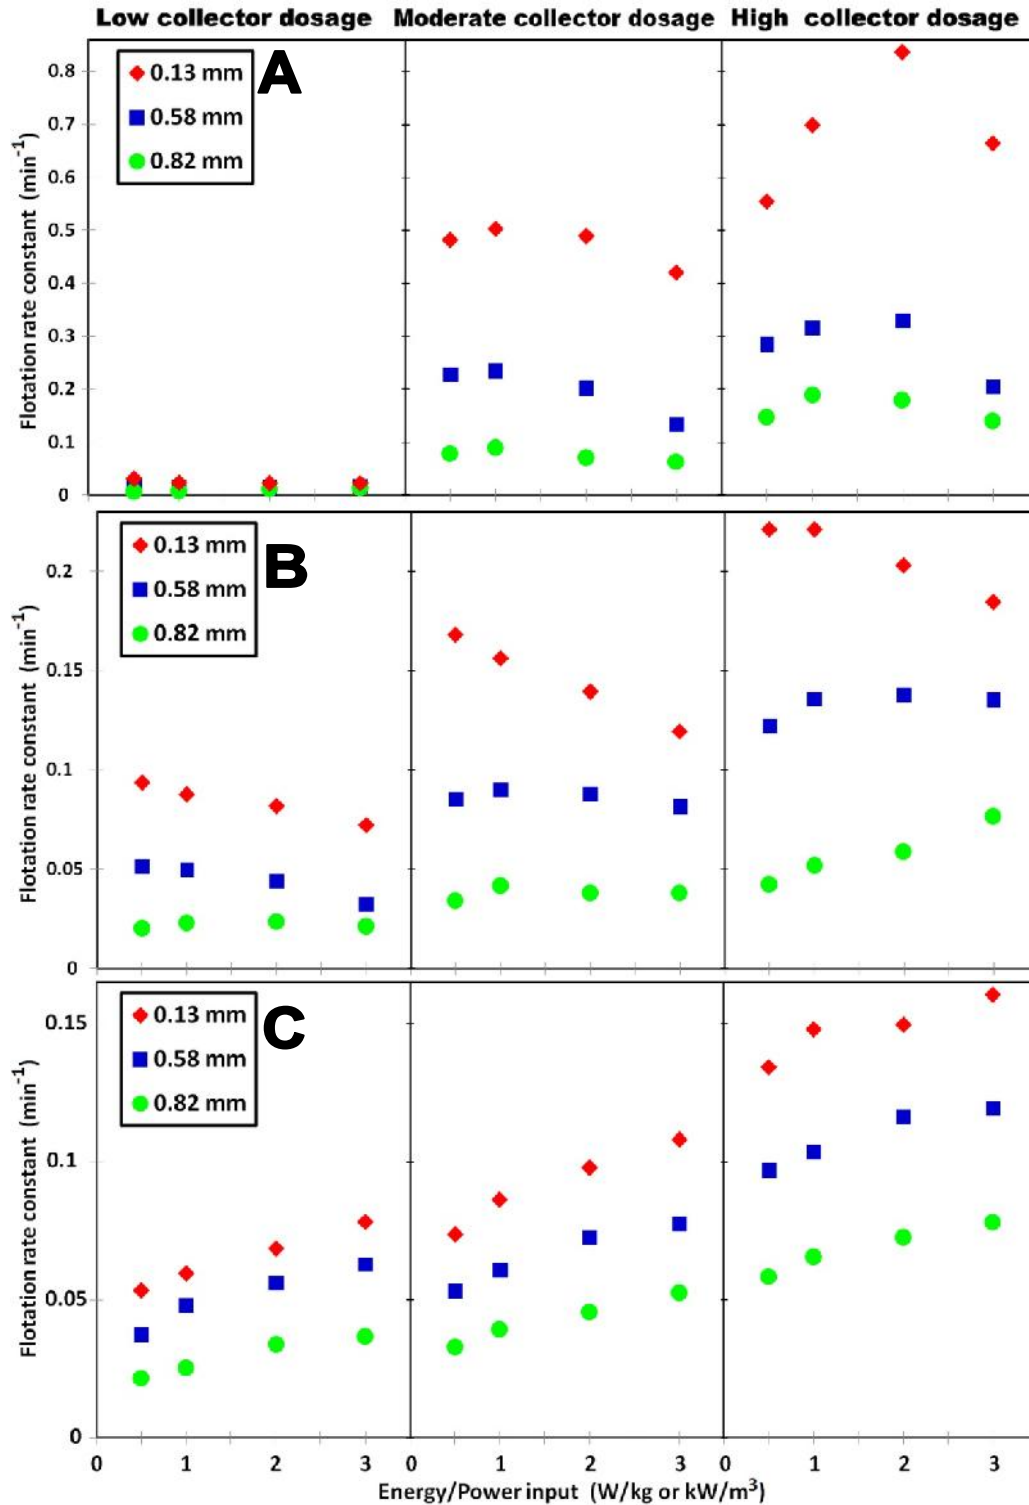 Low collector dosage Moderate collector dosage High collector dosage
A
0.13 mm
0.58 mm
0.82 mm
Flotation rate constant (min⁻¹)
0.8
0.7
0.6
0.5
0.4
0.3
0.2
0.1
0
B
0.13 mm
0.58 mm
0.82 mm
Flotation rate constant (min⁻¹)
0.2
0.15
0.1
0.05
0
C
0.13 mm
0.58 mm
0.82 mm
Flotation rate constant (min⁻¹)
0.15
0.1
0.05
0
0 1 2 3 0 1 2 3 0 1 2 3
Energy/Power input (W/kg or kW/m³)